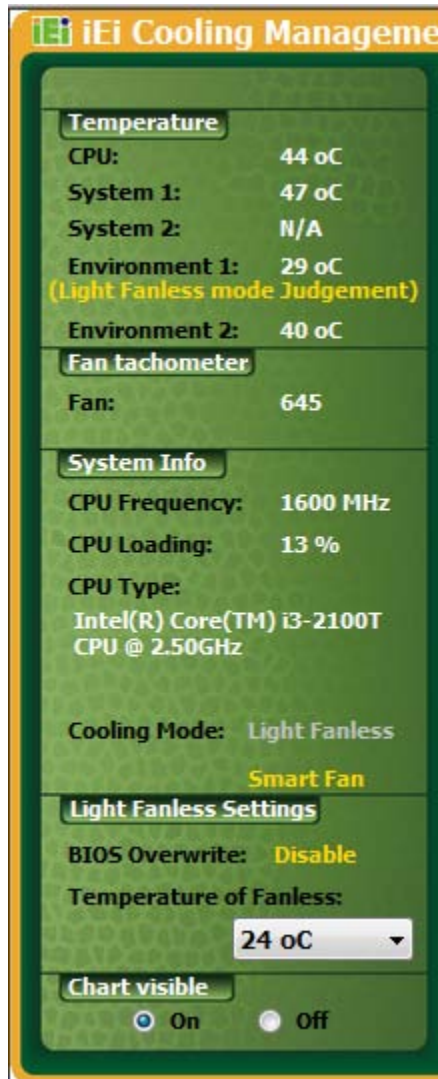 iEi iEi Cooling Manageme
Temperature
CPU: 44 oC
System 1: 47 oC
System 2: N/A
Environment 1: 29 oC
(Light Fanless mode Judgement)
Environment 2: 40 oC
Fan tachometer
Fan: 645
System Info
CPU Frequency: 1600 MHz
CPU Loading: 13 %
CPU Type:
Intel(R) Core(TM) i3-2100T
CPU @ 2.50GHz
Cooling Mode: Light Fanless
Smart Fan
Light Fanless Settings
BIOS Overwrite: Disable
Temperature of Fanless:
24 oC
Chart visible
On Off